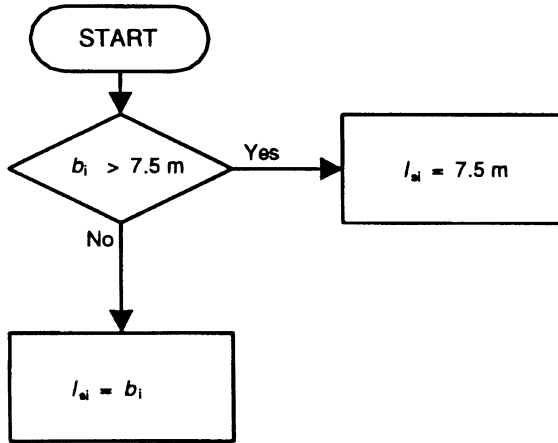 START
b_i > 7.5 m
Yes
l_si = 7.5 m
No
l_si = b_i